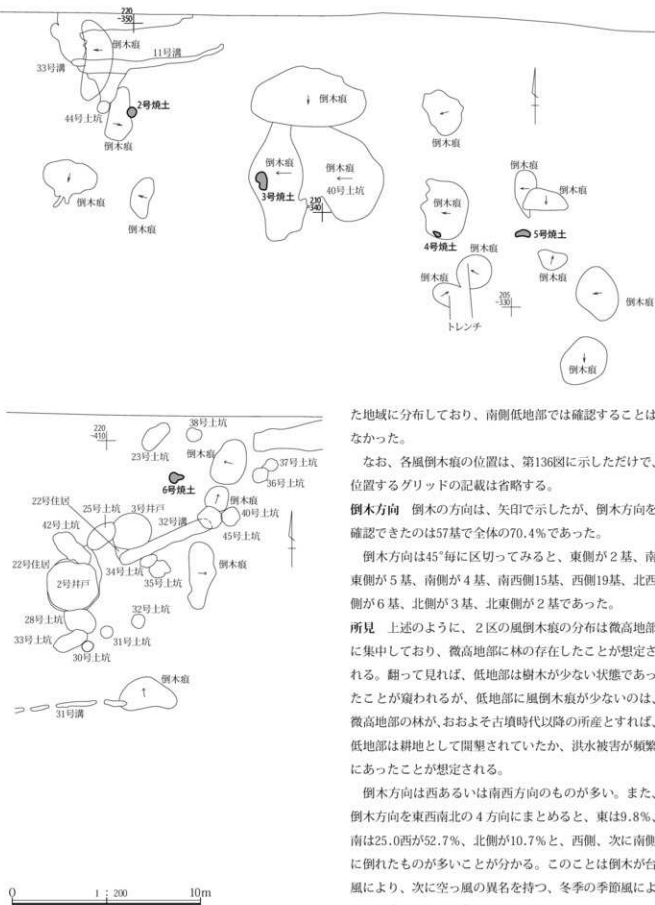 220
-350
倒木痕
11号溝
33号溝
2号焼土
44号土坑
倒木痕
倒木痕
倒木痕
倒木痕
倒木痕
倒木痕
40号土坑
3号焼土
210
-340
倒木痕
倒木痕
4号焼土
倒木痕
倒木痕
倒木痕
5号焼土
倒木痕
倒木痕
205
-330
トレンチ
倒木痕
倒木痕
220
-410
38号土坑
23号土坑
倒木痕
37号土坑
36号土坑
6号焼土
22号住居
25号土坑
3号井戸
32号溝
倒木痕
40号土坑
42号土坑
45号土坑
22号住居
34号土坑
35号土坑
倒木痕
2号井戸
28号土坑
32号土坑
33号土坑
31号土坑
30号土坑
倒木痕
31号溝
0 1：200 10m
た地域に分布しており、南側低地部では確認することは
なかった。
なお、各風倒木痕の位置は、第136図に示しただけで、
位置するグリッドの記載は省略する。
倒木方向　倒木の方向は、矢印で示したが、倒木方向を
確認できたのは57基で全体の70.4%であった。
倒木方向は45°毎に区切ってみると、東側が２基、南
東側が５基、南側が４基、南西側15基、西側19基、北西
側が６基、北側が３基、北東側が２基であった。
所見　上述のように、２区の風倒木痕の分布は微高地部
に集中しており、微高地部に林の存在したことが想定さ
れる。翻って見れば、低地部は樹木が少ない状態であっ
たことが窺われるが、低地部に風倒木痕が少ないのは、
微高地部の林が、おおよそ古墳時代以降の所産とすれば、
低地部は耕地として開墾されていたか、洪水被害が頻繁
にあったことが想定される。
倒木方向は西あるいは南西方向のものが多い。また、
倒木方向を東西南北の４方向にまとめると、東は9.8%、
南は25.0西が52.7%、北側が10.7%と、西側、次に南側
に倒れたものが多いことが分かる。このことは倒木が台
風により、次に空っ風の異名を持つ、冬季の季節風によ